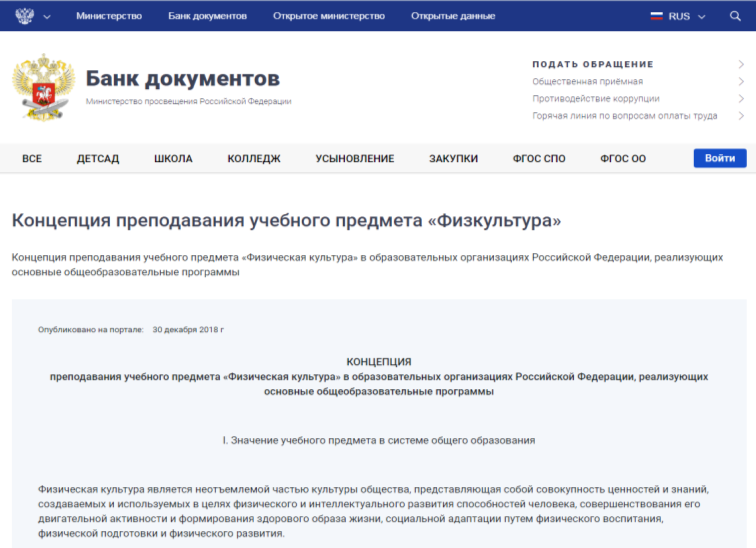 Министерство Банк документов Открытое министерство Открытые данные RUS
Банк документов
Министерство просвещения Российской Федерации
ПОДАТЬ ОБРАЩЕНИЕ
Общественная приёмная
Противодействие коррупции
Горячая линия по вопросам оплаты труда
ВСЕ ДЕТСАД ШКОЛА КОЛЛЕДЖ УСЫНОВЛЕНИЕ ЗАКУПКИ ФГОС СПО ФГОС ОО Войти
Концепция преподавания учебного предмета «Физкультура»
Концепция преподавания учебного предмета «Физическая культура» в образовательных организациях Российской Федерации, реализующих
основные общеобразовательные программы
Опубликовано на портале: 30 декабря 2018 г
КОНЦЕПЦИЯ
преподавания учебного предмета «Физическая культура» в образовательных организациях Российской Федерации, реализующих
основные общеобразовательные программы
I. Значение учебного предмета в системе общего образования
Физическая культура является неотъемлемой частью культуры общества, представляющая собой совокупность ценностей и знаний,
создаваемых и используемых в целях физического и интеллектуального развития способностей человека, совершенствования его
двигательной активности и формирования здорового образа жизни, социальной адаптации путем физического воспитания,
физической подготовки и физического развития.